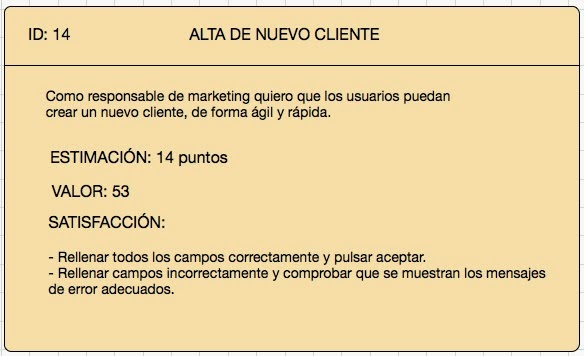 ID: 14
ALTA DE NUEVO CLIENTE
Como responsable de marketing quiero que los usuarios puedan
crear un nuevo cliente, de forma ágil y rápida.
ESTIMACIÓN: 14 puntos
VALOR: 53
SATISFACCIÓN:
- Rellenar todos los campos correctamente y pulsar aceptar.
- Rellenar campos incorrectamente y comprobar que se muestran los mensajes
de error adecuados.